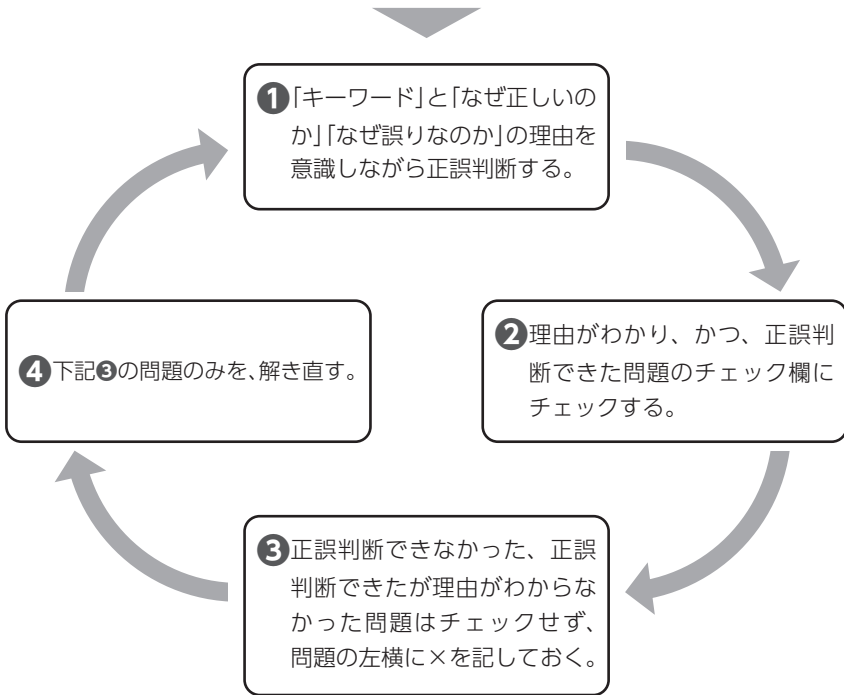 ❶「キーワード」と「なぜ正しいの
か」「なぜ誤りなのか」の理由を
意識しながら正誤判断する。
❷理由がわかり、かつ、正誤判
断できた問題のチェック欄に
チェックする。
❸正誤判断できなかった、正誤
判断できたが理由がわからな
かった問題はチェックせず、
問題の左横に×を記しておく。
❹下記❸の問題のみを、解き直す。